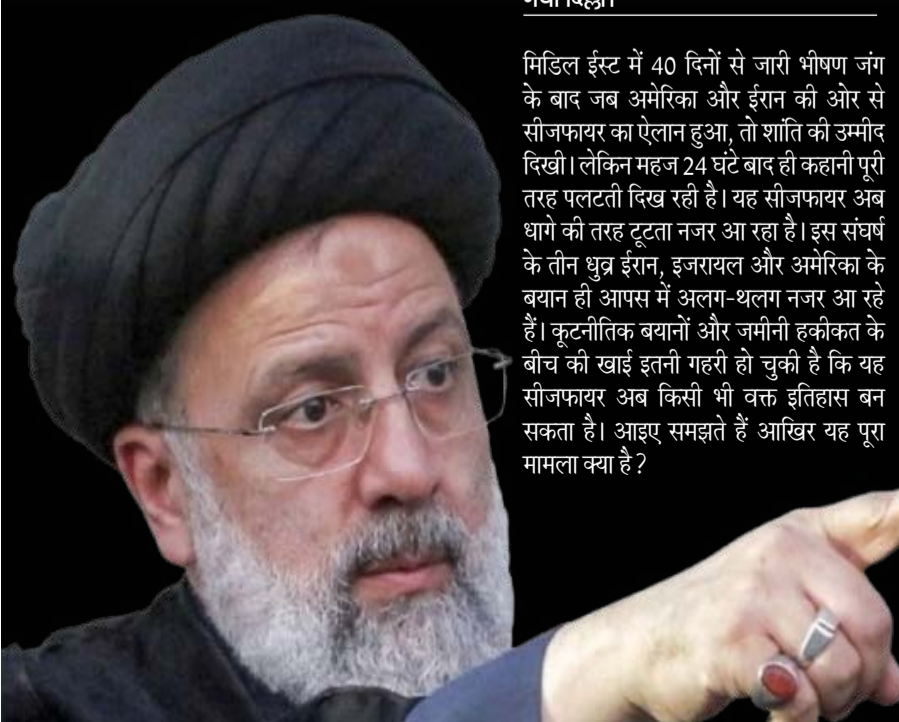 नयी दिल्ली।
मिडिल ईस्ट में 40 दिनों से जारी भीषण जंग
के बाद जब अमेरिका और ईरान की ओर से
सीजफायर का ऐलान हुआ, तो शांति की उम्मीद
दिखी। लेकिन महज 24 घंटे बाद ही कहानी पूरी
तरह पलटती दिख रही है। यह सीजफायर अब
धागे की तरह टूटता नजर आ रहा है। इस संघर्ष
के तीन धुव्र ईरान, इजरायल और अमेरिका के
बयान ही आपस में अलग-थलग नजर आ रहे
हैं। कूटनीतिक बयानों और जमीनी हकीकत के
बीच की खाई इतनी गहरी हो चुकी है कि यह
सीजफायर अब किसी भी वक्त इतिहास बन
सकता है। आइए समझते हैं आखिर यह पूरा
मामला क्या है?